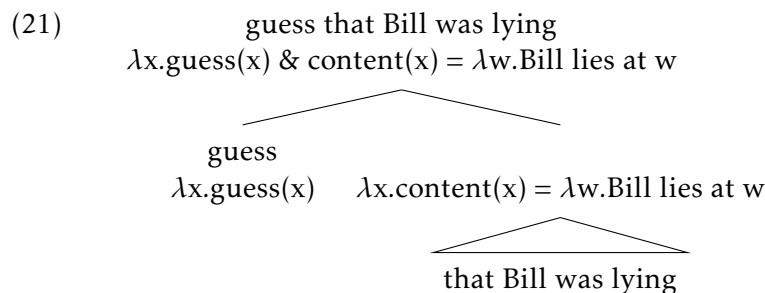 (21) guess that Bill was lying
λx.guess(x) & content(x) = λw.Bill lies at w
guess
λx.guess(x) λx.content(x) = λw.Bill lies at w
that Bill was lying